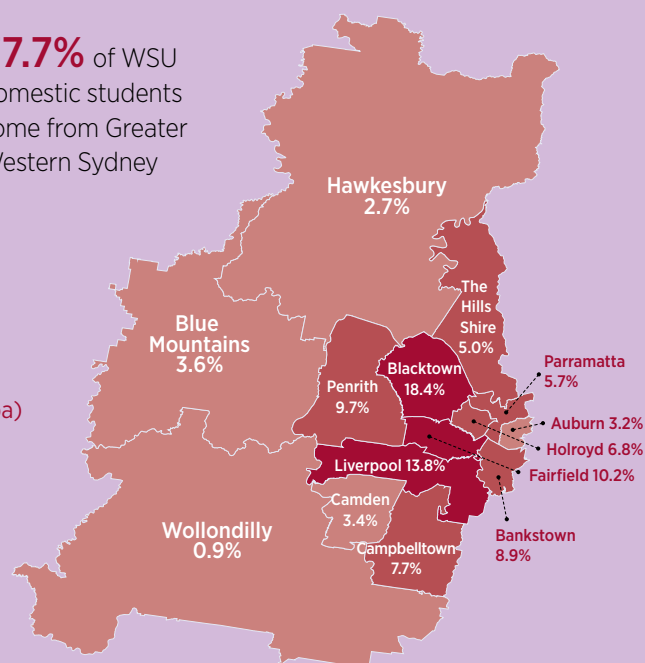 7.7% of WSU
omestic students
ome from Greater
Western Sydney
Hawkesbury
2.7%
The
Hills
Shire
5.0%
Blue
Mountains
3.6%
Blacktown
18.4%
Parramatta
5.7%
Penrith
9.7%
a)
Auburn 3.2%
Holroyd 6.8%
Fairfield 10.2%
Liverpool 13.8%
Camden
3.4%
Wollondilly
0.9%
Campbelltown
7.7%
Bankstown
8.9%